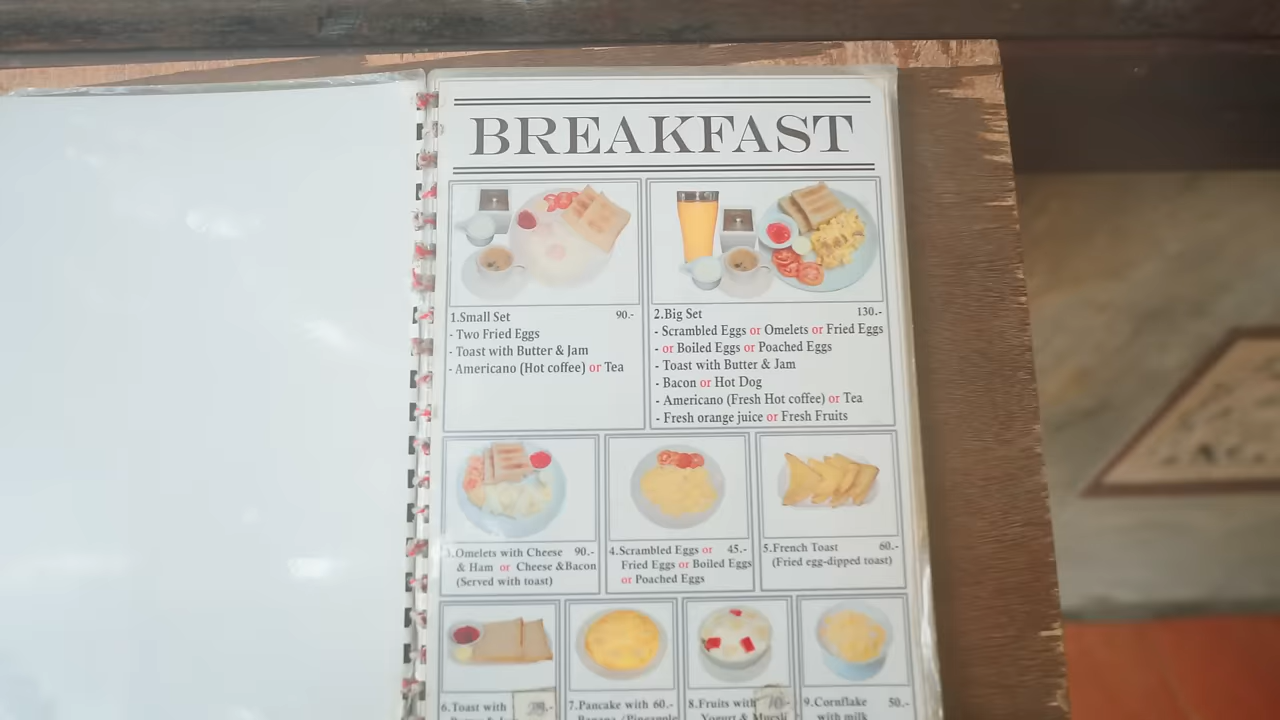 BREAKFAST
1.Small Set 90.-
- Two Fried Eggs
- Toast with Butter & Jam
- Americano (Hot coffee) or Tea
2.Big Set 130.-
- Scrambled Eggs or Omelets or Fried Eggs
- or Boiled Eggs or Poached Eggs
- Toast with Butter & Jam
- Bacon or Hot Dog
- Americano (Fresh Hot coffee) or Tea
- Fresh orange juice or Fresh Fruits
3.Omelets with Cheese 90.-
& Ham or Cheese &Bacon
(Served with toast)
4.Scrambled Eggs or 45.-
Fried Eggs or Boiled Eggs
or Poached Eggs
5.French Toast 60.-
(Fried egg-dipped toast)
6.Toast with
7.Pancake with 60.-
Banana /Pineapple
8.Fruits with
Yogurt & Muesli
9.Cornflake 50.-
with milk